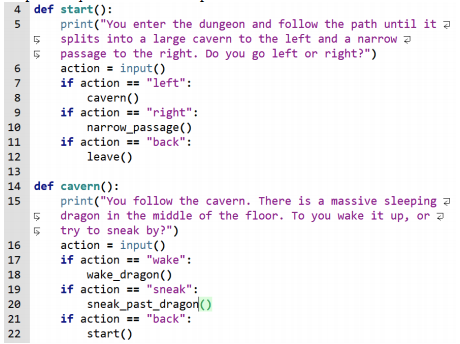 4 def start():
5     print("You enter the dungeon and follow the path until it
splits into a large cavern to the left and a narrow
passage to the right. Do you go left or right?")
6     action = input()
7     if action == "left":
8         cavern()
9     if action == "right":
10         narrow_passage()
11     if action == "back":
12         leave()
13
14 def cavern():
15     print("You follow the cavern. There is a massive sleeping
dragon in the middle of the floor. To you wake it up, or
try to sneak by?")
16     action = input()
17     if action == "wake":
18         wake_dragon()
19     if action == "sneak":
20         sneak_past_dragon()
21     if action == "back":
22         start()